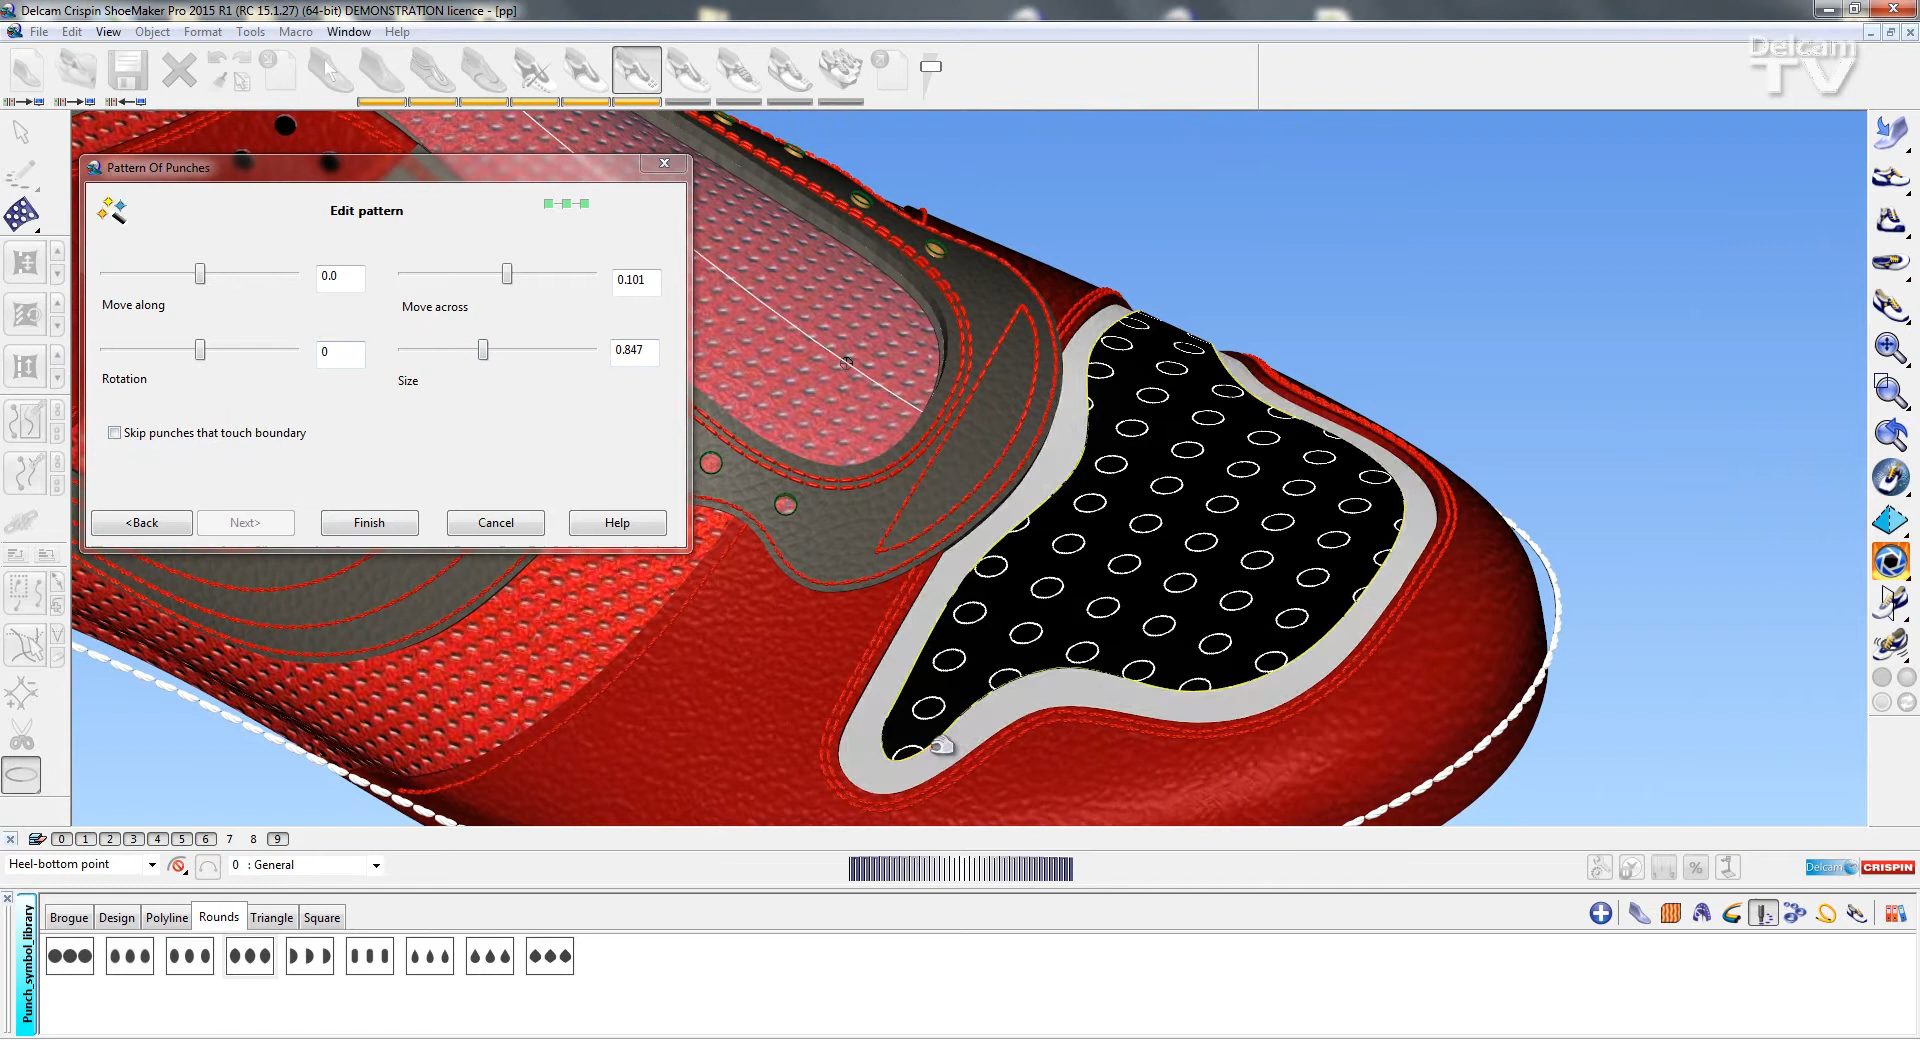 Delcam Crispin ShoeMaker Pro 2015 R1 (RC 15.1.27) (64-bit) DEMONSTRATION licence - [pp]
File Edit View Object Format Tools Macro Window Help
Delcam
TV
Pattern Of Punches
Edit pattern
0.0
0.101
Move along
Move across
0
0.847
Rotation
Size
Skip punches that touch boundary
<Back Next> Finish Cancel Help
0 1 2 3 4 5 6 7 8 9
Heel-bottom point
0 : General
%
Delcam CRISPIN
Punch_symbol_library
Brogue Design Polyline Rounds Triangle Square